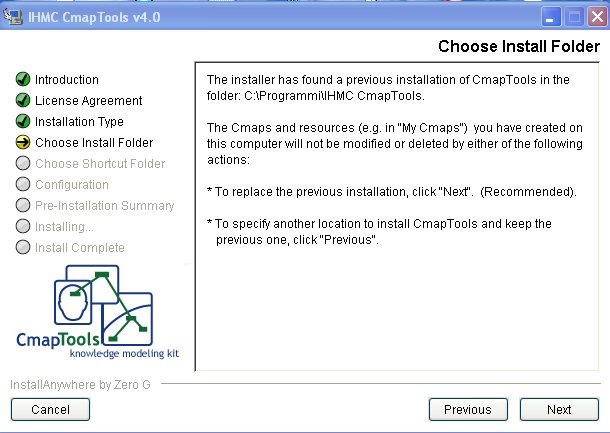 IHMC CmapTools v4.0
Choose Install Folder
Introduction
License Agreement
Installation Type
Choose Install Folder
Choose Shortcut Folder
Configuration
Pre-Installation Summary
Installing...
Install Complete
The installer has found a previous installation of CmapTools in the
folder: C:\Programmi\IHMC CmapTools.
The Cmaps and resources (e.g. in "My Cmaps")  you have created on
this computer will not be modified or deleted by either of the following
actions:
* To replace the previous installation, click "Next".  (Recommended).
* To specify another location to install CmapTools and keep the
previous one, click "Previous".
CmapTools
knowledge modeling kit
InstallAnywhere by Zero G
Cancel
Previous
Next